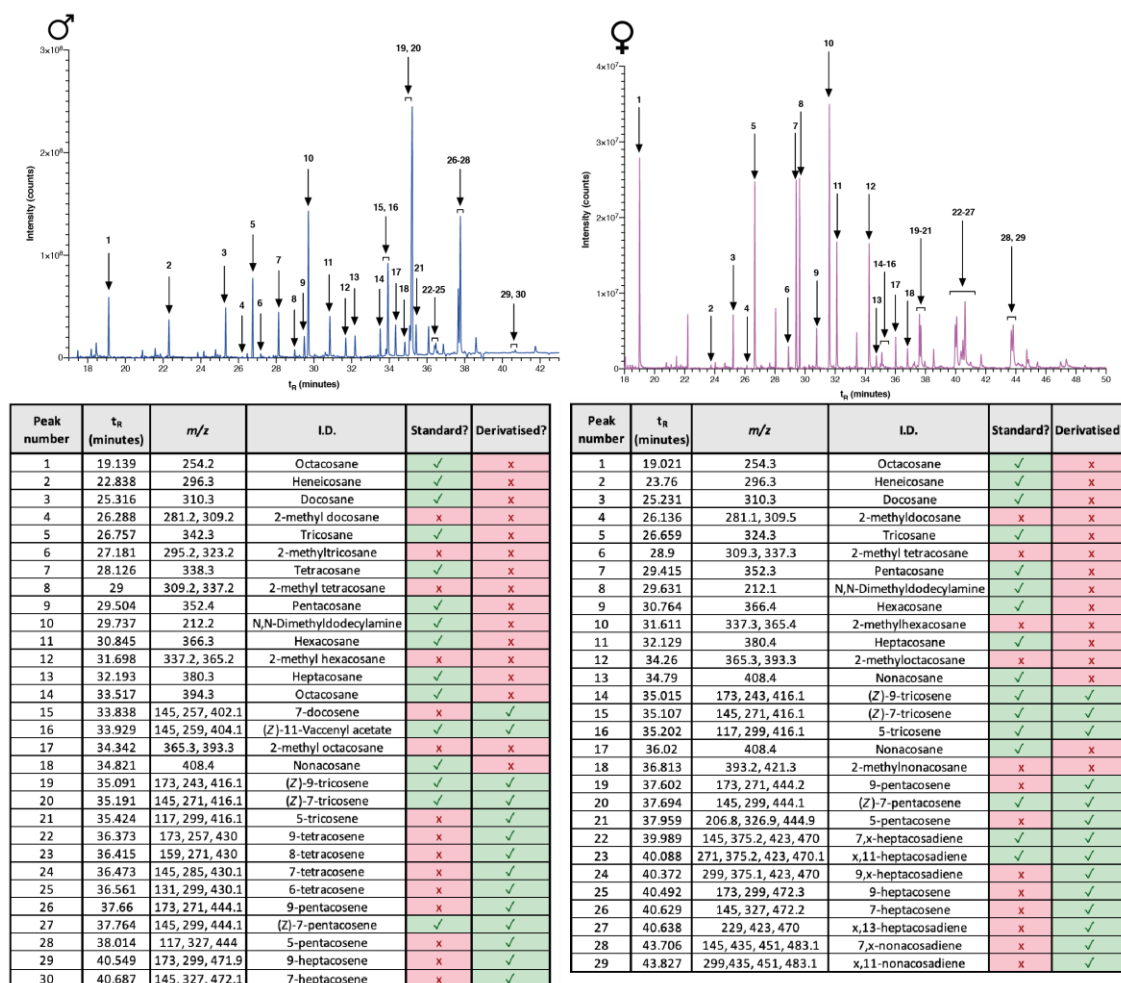 ♂
3×10⁸
2×10⁸
1×10⁸
0
Intensity (counts)
1
2
3
4
5
6
7
8
9
10
11
12
13
14
15, 16
17
18
19, 20
21
22-25
26-28
29, 30
18 20 22 24 26 28 30 32 34 36 38 40 42
tR (minutes)
♀
4×10⁷
3×10⁷
2×10⁷
1×10⁷
0
Intensity (counts)
1
2
3
4
5
6
7
8
9
10
11
12
13
14-16
17
18
19-21
22-27
28, 29
18 20 22 24 26 28 30 32 34 36 38 40 42 44 46 48 50
tR (minutes)
Peak number tR (minutes) m/z I.D. Standard? Derivatised?
1 19.139 254.2 Octacosane ✓ x
2 22.838 296.3 Heneicosane ✓ x
3 25.316 310.3 Docosane ✓ x
4 26.288 281.2, 309.2 2-methyl docosane x x
5 26.757 342.3 Tricosane ✓ x
6 27.181 295.2, 323.2 2-methyltricosane x x
7 28.126 338.3 Tetracosane ✓ x
8 29 309.2, 337.2 2-methyl tetracosane x x
9 29.504 352.4 Pentacosane ✓ x
10 29.737 212.2 N,N-Dimethyldodecylamine ✓ x
11 30.845 366.3 Hexacosane ✓ x
12 31.698 337.2, 365.2 2-methyl hexacosane x x
13 32.193 380.3 Heptacosane ✓ x
14 33.517 394.3 Octacosane ✓ x
15 33.838 145, 257, 402.1 7-docosene x ✓
16 33.929 145, 259, 404.1 (Z)-11-Vaccenyl acetate ✓ ✓
17 34.342 365.3, 393.3 2-methyl octacosane x x
18 34.821 408.4 Nonacosane ✓ x
19 35.091 173, 243, 416.1 (Z)-9-tricosene ✓ ✓
20 35.191 145, 271, 416.1 (Z)-7-tricosene ✓ ✓
21 35.424 117, 299, 416.1 5-tricosene x ✓
22 36.373 173, 257, 430 9-tetracosene x ✓
23 36.415 159, 271, 430 8-tetracosene x ✓
24 36.473 145, 285, 430.1 7-tetracosene x ✓
25 36.561 131, 299, 430.1 6-tetracosene x ✓
26 37.66 173, 271, 444.1 9-pentacosene x ✓
27 37.764 145, 299, 444.1 (Z)-7-pentacosene ✓ ✓
28 38.014 117, 327, 444 5-pentacosene x ✓
29 40.549 173, 299, 471.9 9-heptacosene x ✓
30 40.687 145, 327, 472.1 7-heptacosene x ✓
Peak number tR (minutes) m/z I.D. Standard? Derivatised?
1 19.021 254.3 Octacosane ✓ x
2 23.76 296.3 Heneicosane ✓ x
3 25.231 310.3 Docosane ✓ x
4 26.136 281.1, 309.5 2-methyldocosane x x
5 26.659 324.3 Tricosane ✓ x
6 28.9 309.3, 337.3 2-methyl tetracosane x x
7 29.415 352.3 Pentacosane ✓ x
8 29.631 212.1 N,N-Dimethyldodecylamine ✓ x
9 30.764 366.4 Hexacosane ✓ x
10 31.611 337.3, 365.4 2-methylhexacosane x x
11 32.129 380.4 Heptacosane ✓ x
12 34.26 365.3, 393.3 2-methyloctacosane x x
13 34.79 408.4 Nonacosane ✓ x
14 35.015 173, 243, 416.1 (Z)-9-tricosene ✓ ✓
15 35.107 145, 271, 416.1 (Z)-7-tricosene ✓ ✓
16 35.202 117, 299, 416.1 5-tricosene ✓ ✓
17 36.02 408.4 Nonacosane ✓ x
18 36.813 393.2, 421.3 2-methylnonacosane x x
19 37.602 173, 271, 444.2 9-pentacosene x ✓
20 37.694 145, 299, 444.1 (Z)-7-pentacosene ✓ ✓
21 37.959 206.8, 326.9, 444.9 5-pentacosene x ✓
22 39.989 145, 375.2, 423, 470 7,x-heptacosadiene ✓ ✓
23 40.088 271, 375.2, 423, 470.1 x,11-heptacosadiene ✓ ✓
24 40.372 299, 375.1, 423, 470 9,x-heptacosadiene x ✓
25 40.492 173, 299, 472.3 9-heptacosene x ✓
26 40.629 145, 327, 472.2 7-heptacosene x ✓
27 40.638 229, 423, 470 x,13-heptacosadiene x ✓
28 43.706 145, 435, 451, 483.1 7,x-nonacosadiene x ✓
29 43.827 299,435, 451, 483.1 x,11-nonacosadiene x ✓